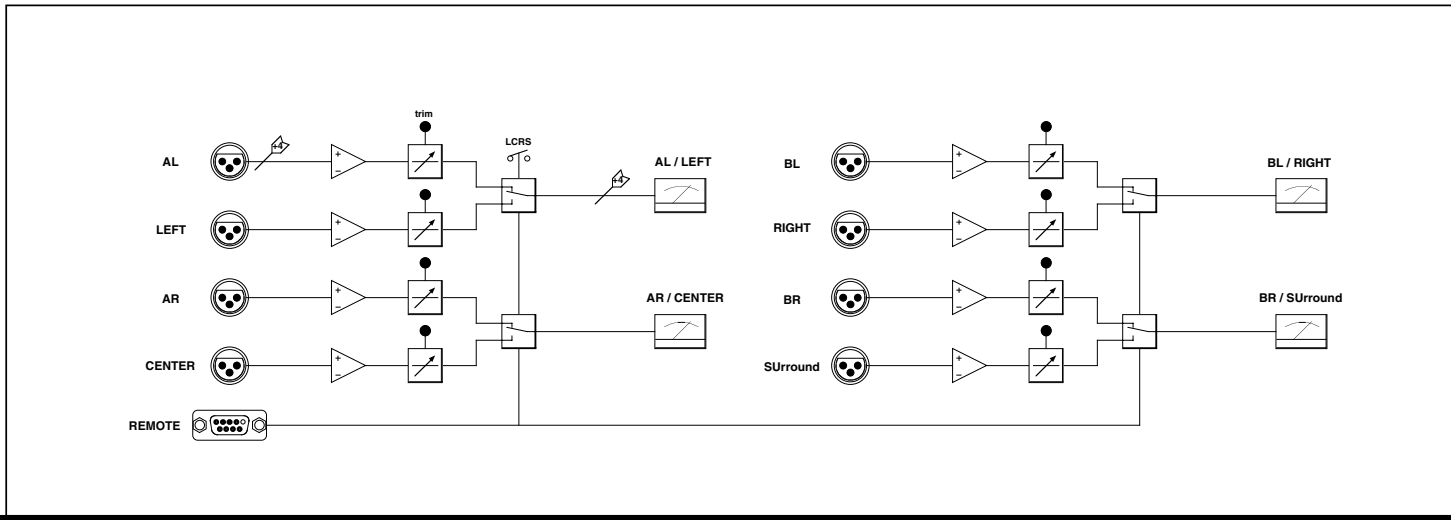 trim
LCRS
AL
+4
+
−
+4
AL / LEFT
LEFT
+
−
AR
+
−
AR / CENTER
CENTER
+
−
REMOTE
BL
+
−
BL / RIGHT
RIGHT
+
−
BR
+
−
BR / SUrround
SUrround
+
−